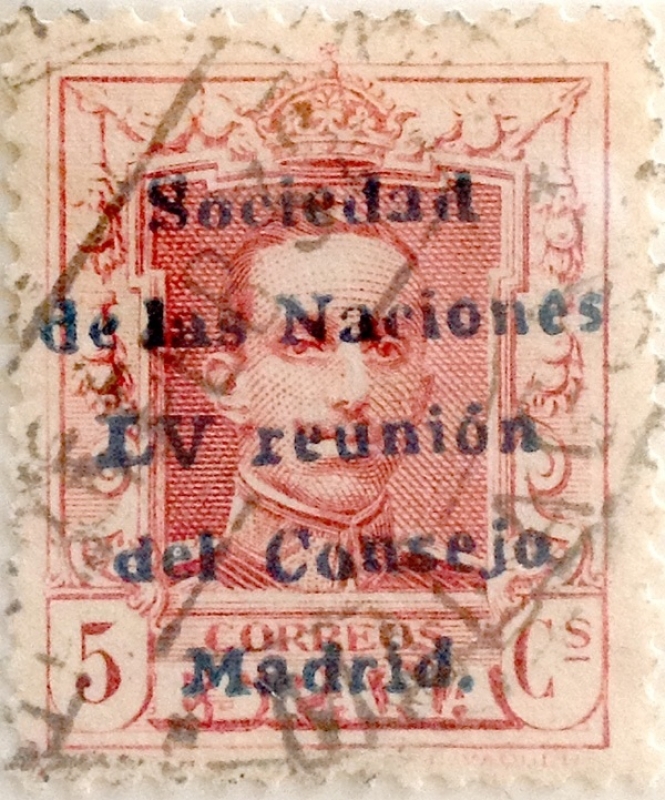 Sociedad
de las Naciones
LV reunión
del Consejo
CORREOS
Madrid.
5 Cs